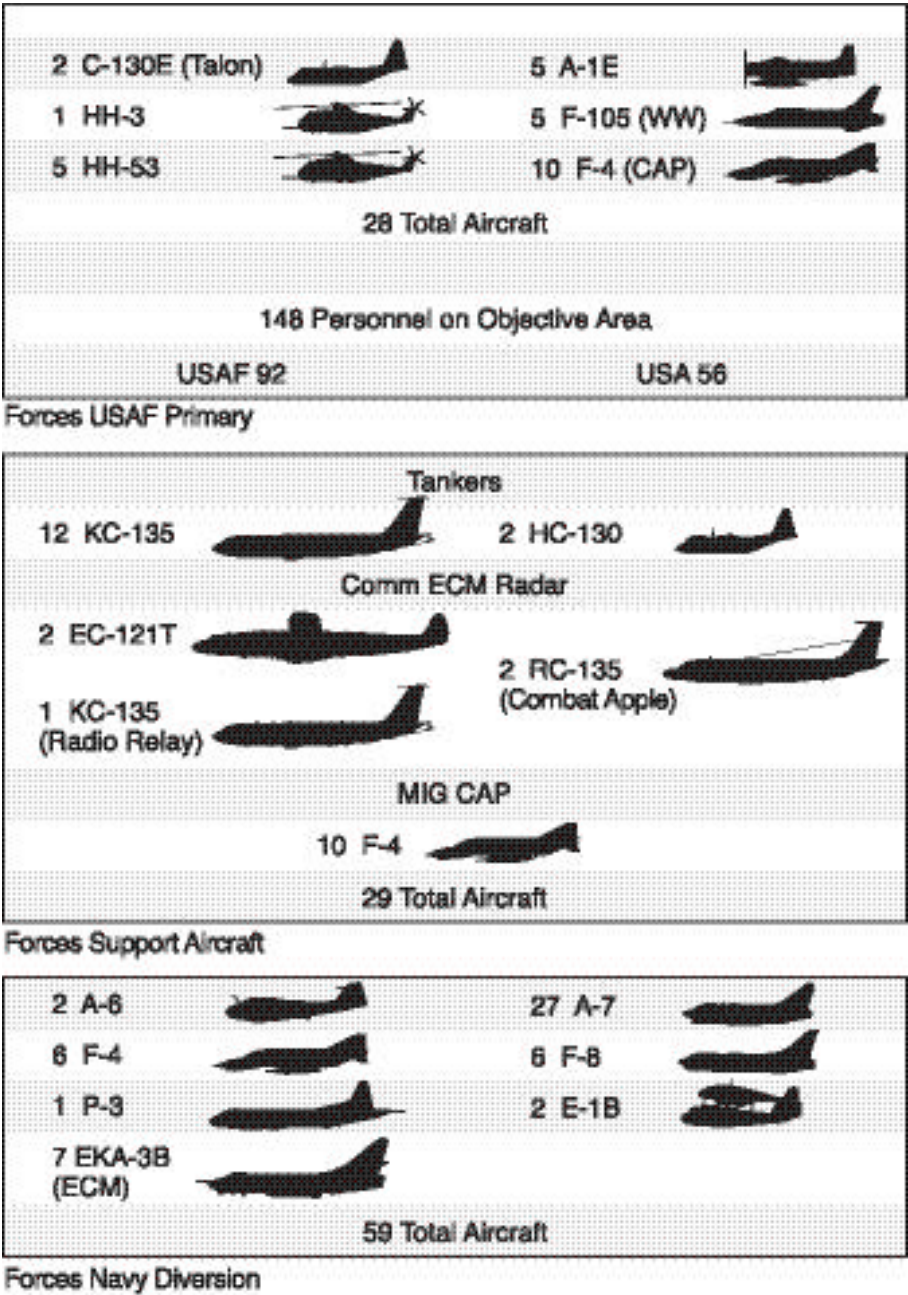 2 C-130E (Talon)
5 A-1E
1 HH-3
5 F-105 (WW)
5 HH-53
10 F-4 (CAP)
28 Total Aircraft
148 Personnel on Objective Area
USAF 92
USA 56
Forces USAF Primary
Tankers
12 KC-135
2 HC-130
Comm ECM Radar
2 EC-121T
2 RC-135
(Combat Apple)
1 KC-135
(Radio Relay)
MIG CAP
10 F-4
29 Total Aircraft
Forces Support Aircraft
2 A-6
27 A-7
6 F-4
6 F-8
1 P-3
2 E-1B
7 EKA-3B
(ECM)
59 Total Aircraft
Forces Navy Diversion